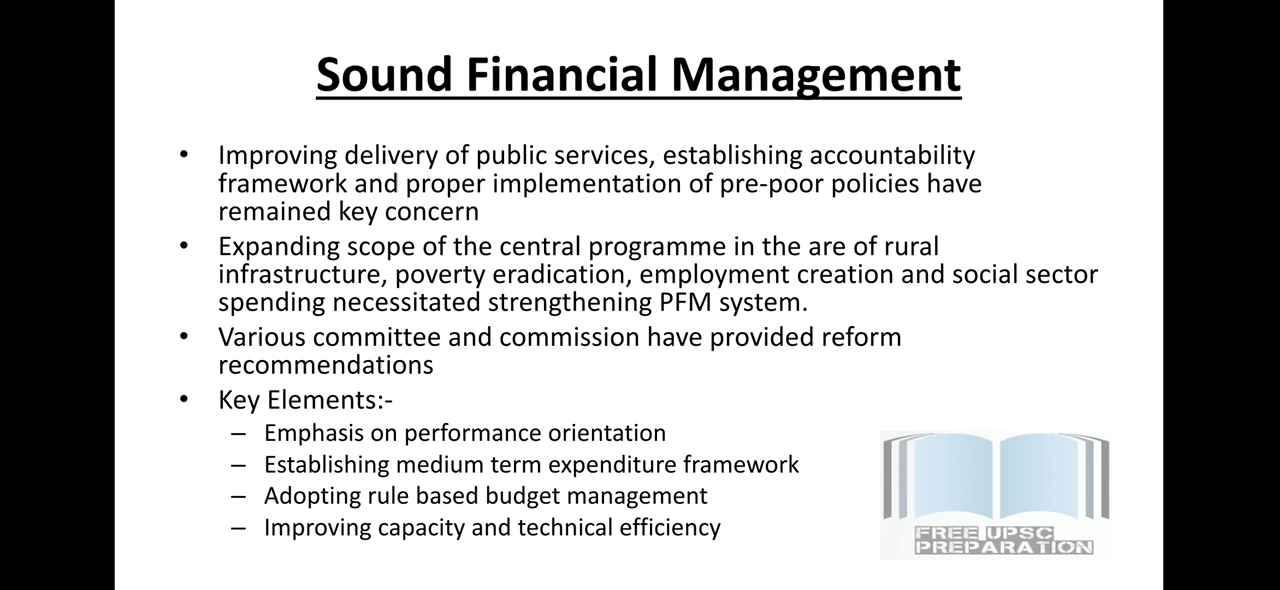 Sound Financial Management
• Improving delivery of public services, establishing accountability
framework and proper implementation of pre-poor policies have
remained key concern
• Expanding scope of the central programme in the are of rural
infrastructure, poverty eradication, employment creation and social sector
spending necessitated strengthening PFM system.
• Various committee and commission have provided reform
recommendations
• Key Elements:-
– Emphasis on performance orientation
– Establishing medium term expenditure framework
– Adopting rule based budget management
– Improving capacity and technical efficiency
FREE UPSC
PREPARATION